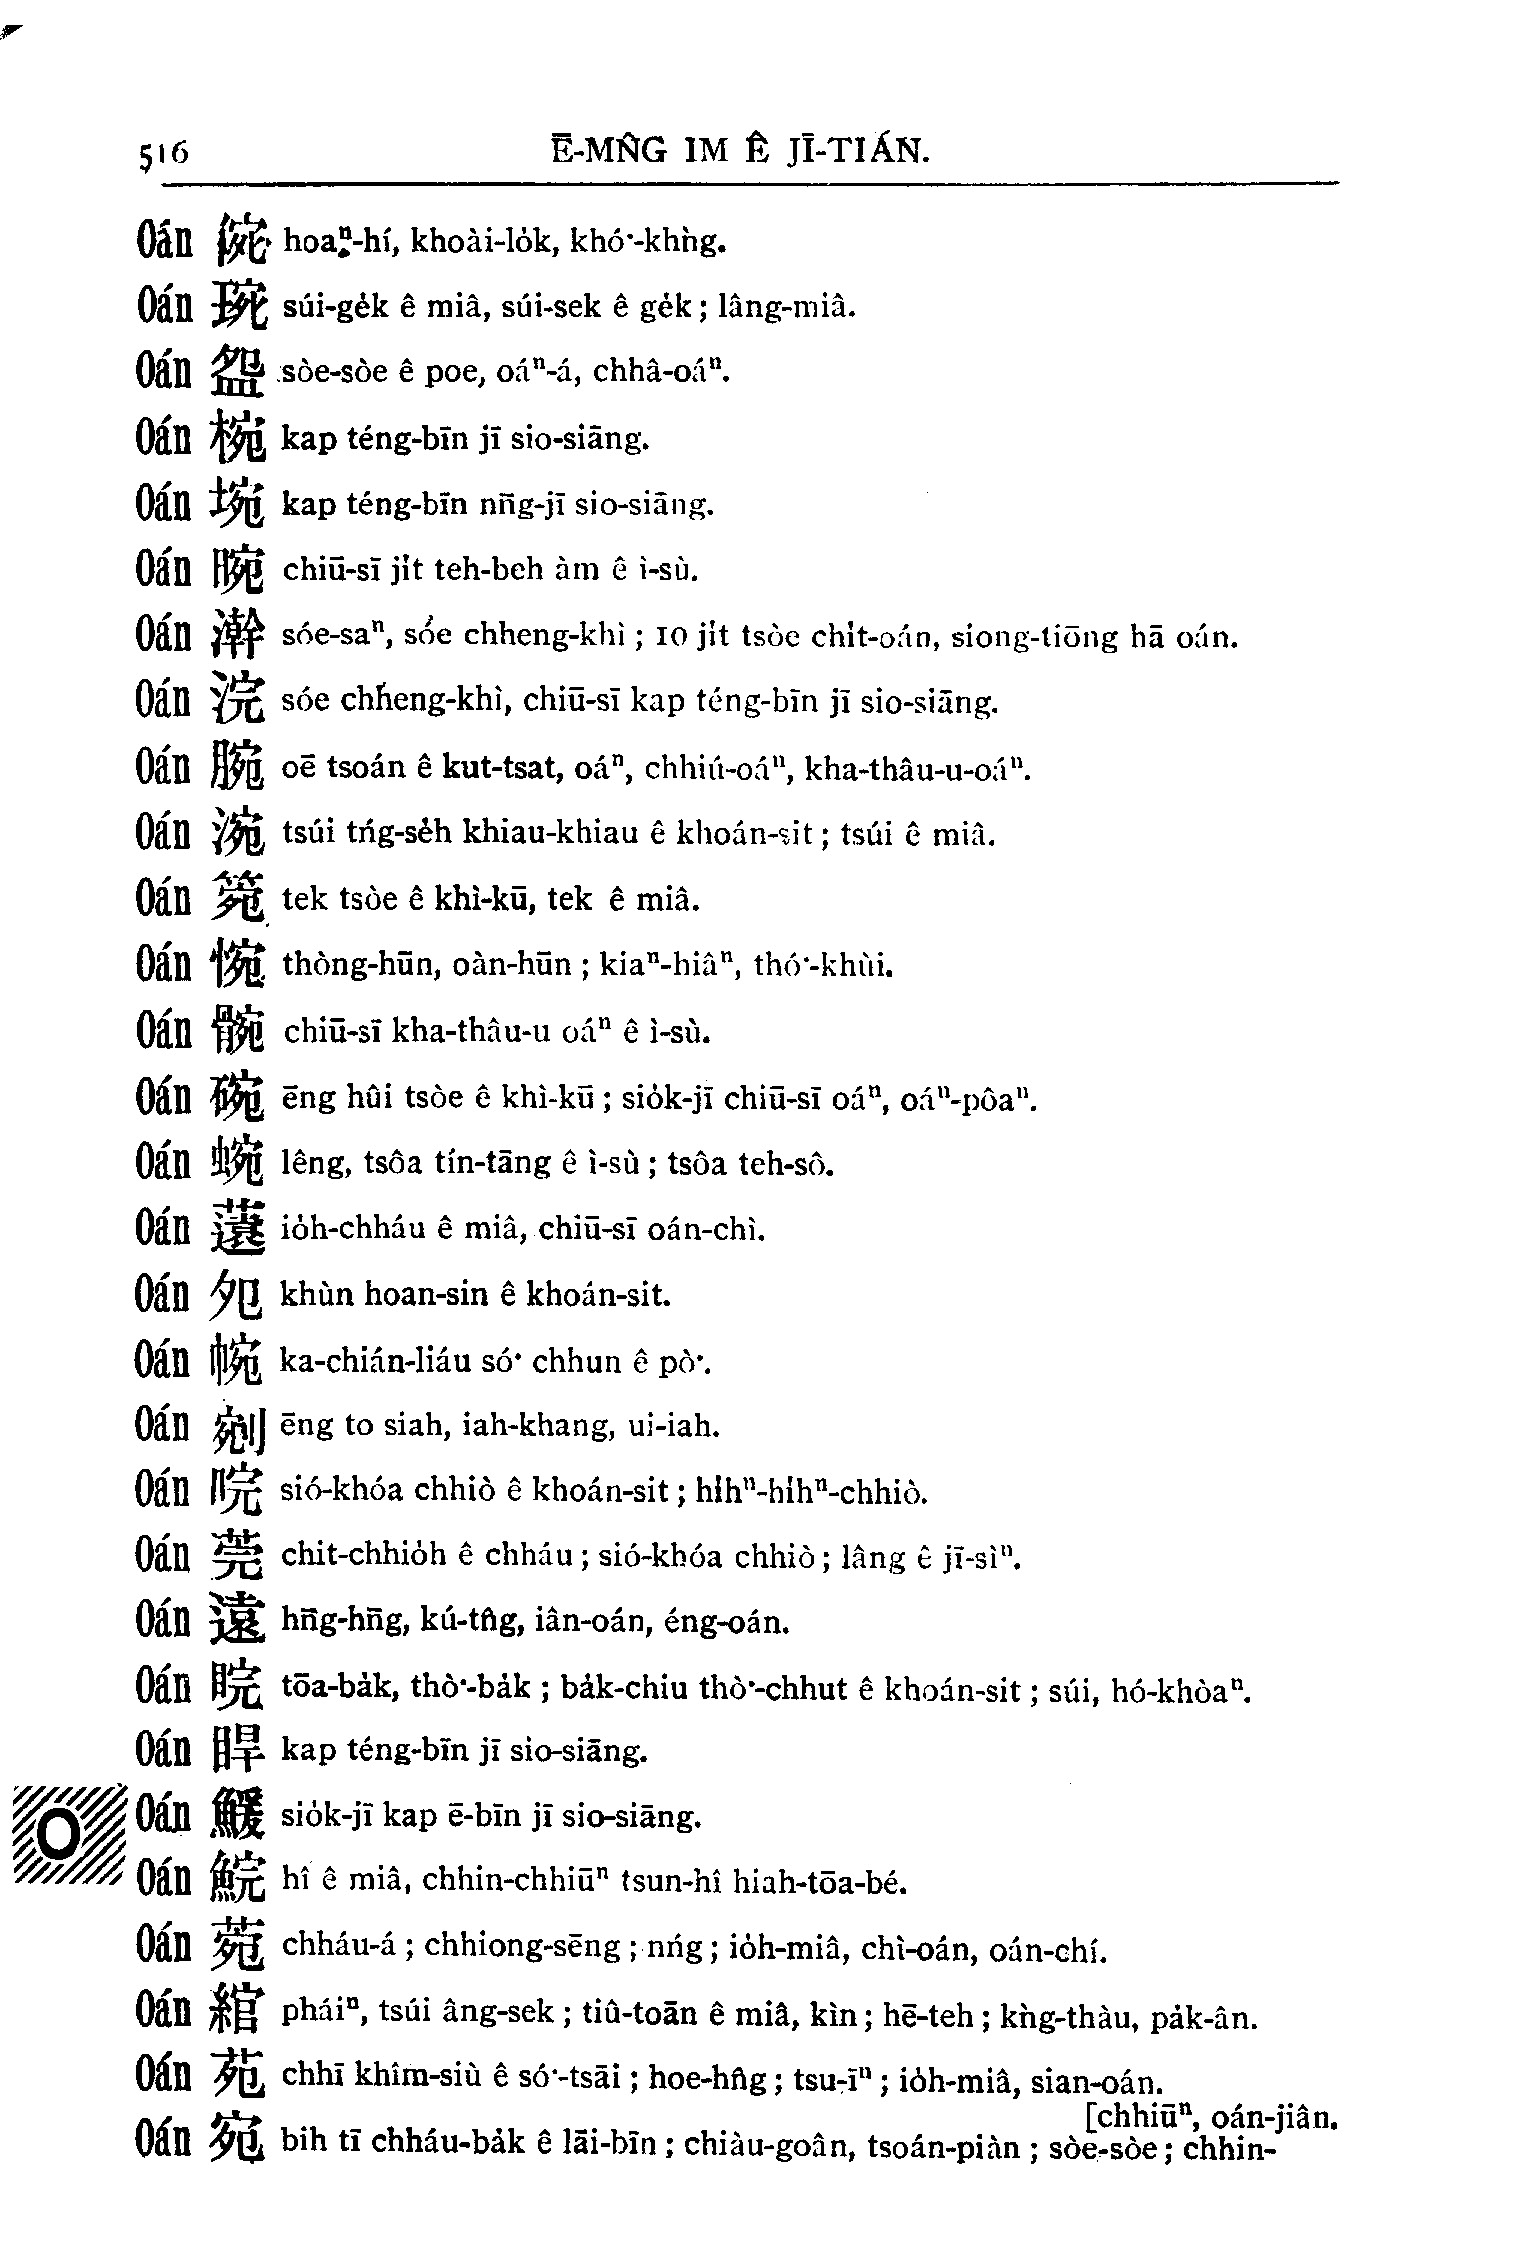 516 Ē-MN̂G IM Ê JĪ-TIÁN.
Oán 倇 hoaⁿ-hí, khoài-lo̍k, khó͘-khǹg.
Oán 琬 súi-ge̍k ê miâ, súi-sek ê ge̍k; lâng-miâ.
Oán 盌 sòe-sòe ê poe, oáⁿ-á, chhâ-oáⁿ.
Oán 椀 kap téng-bīn jī sio-siāng.
Oán 埦 kap téng-bīn nn̄g-jī sio-siāng.
Oán 晼 chiū-sī ji̍t teh-beh àm ê ì-sù.
Oán 澣 sóe-saⁿ, sóe chheng-khì; 10 ji̍t tsòe chi̍t-oán, siong-tiōng hā oán.
Oán 浣 sóe chheng-khì, chiū-sī kap téng-bīn jī sio-siāng.
Oán 腕 oē tsoán ê kut-tsat, oáⁿ, chhiú-oáⁿ, kha-thâu-u-oáⁿ.
Oán 涴 tsúi tńg-se̍h khiau-khiau ê khoán-sit; tsúi ê miâ.
Oán 箢 tek tsòe ê khì-kū, tek ê miâ.
Oán 惋 thòng-hūn, oàn-hūn; kiaⁿ-hiâⁿ, thó͘-khùi.
Oán 䯛 chiū-sī kha-thâu-u oáⁿ ê ì-sù.
Oán 碗 ēng hûi tsòe ê khì-kū; sio̍k-jī chiū-sī oáⁿ, oáⁿ-pôaⁿ.
Oán 蜿 lêng, tsôa tín-tāng ê ì-sù; tsôa teh-sô.
Oán 薳 io̍h-chháu ê miâ, chiū-sī oán-chì.
Oán 夗 khùn hoan-sin ê khoán-sit.
Oán 帵 ka-chián-liáu só͘ chhun ê pò͘.
Oán 剜 ēng to siah, iah-khang, ui-iah.
Oán sió-khóa chhiò ê khoán-sit; hi̍hⁿ-hi̍hⁿ-chhiò.
Oán 莞 chit-chhio̍h ê chháu; sió-khóa chhiò; lâng ê jī-sìⁿ.
Oán 遠 hn̄g-hn̄g, kú-tn̂g, iân-oán, éng-oán.
Oán 睆 tōa-ba̍k, thò͘-ba̍k; ba̍k-chiu thò͘-chhut ê khoán-sit; súi, hó-khòaⁿ.
Oán 睅 kap téng-bīn jī sio-siāng.
Oán 鰀 sio̍k-jī kap ē-bīn jī sio-siāng.
O
Oán 鯇 hî ê miâ, chhin-chhiūⁿ tsun-hî hiah-tōa-bé.
Oán 菀 chháu-á; chhiong-sēng; nńg; io̍h-miâ, chì-oán, oán-chí.
Oán 綰 pháiⁿ, tsúi âng-sek; tiû-toān ê miâ, kìn; hē-teh; kǹg-thàu, pa̍k-ân.
Oán 苑 chhī khîm-siù ê só͘-tsāi; hoe-hn̂g; tsu-īⁿ; io̍h-miâ, sian-oán.
[chhiūⁿ, oán-jiân.
Oán 宛 bih tī chháu-ba̍k ê lāi-bīn; chiàu-goân, tsoán-piàn; sòe-sòe; chhin-